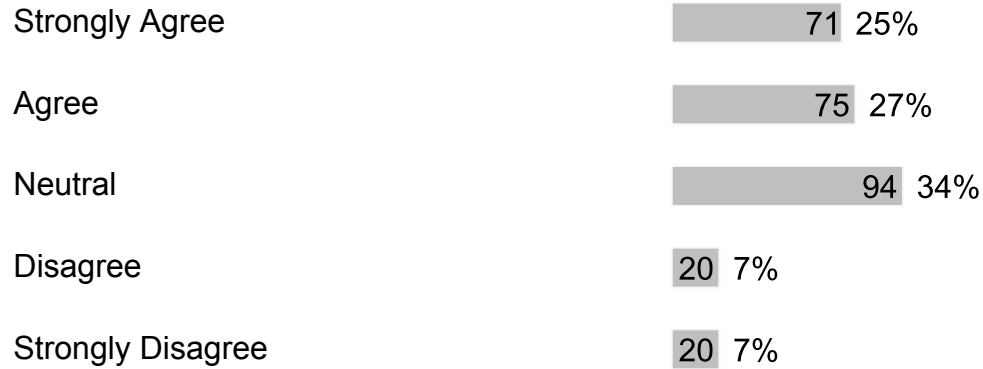 Strongly Agree 71 25%
Agree 75 27%
Neutral 94 34%
Disagree 20 7%
Strongly Disagree 20 7%